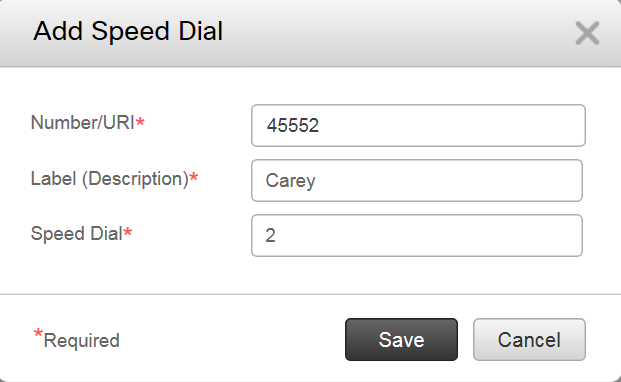 Add Speed Dial
Number/URI* 45552
Label (Description)* Carey
Speed Dial* 2
*Required Save Cancel